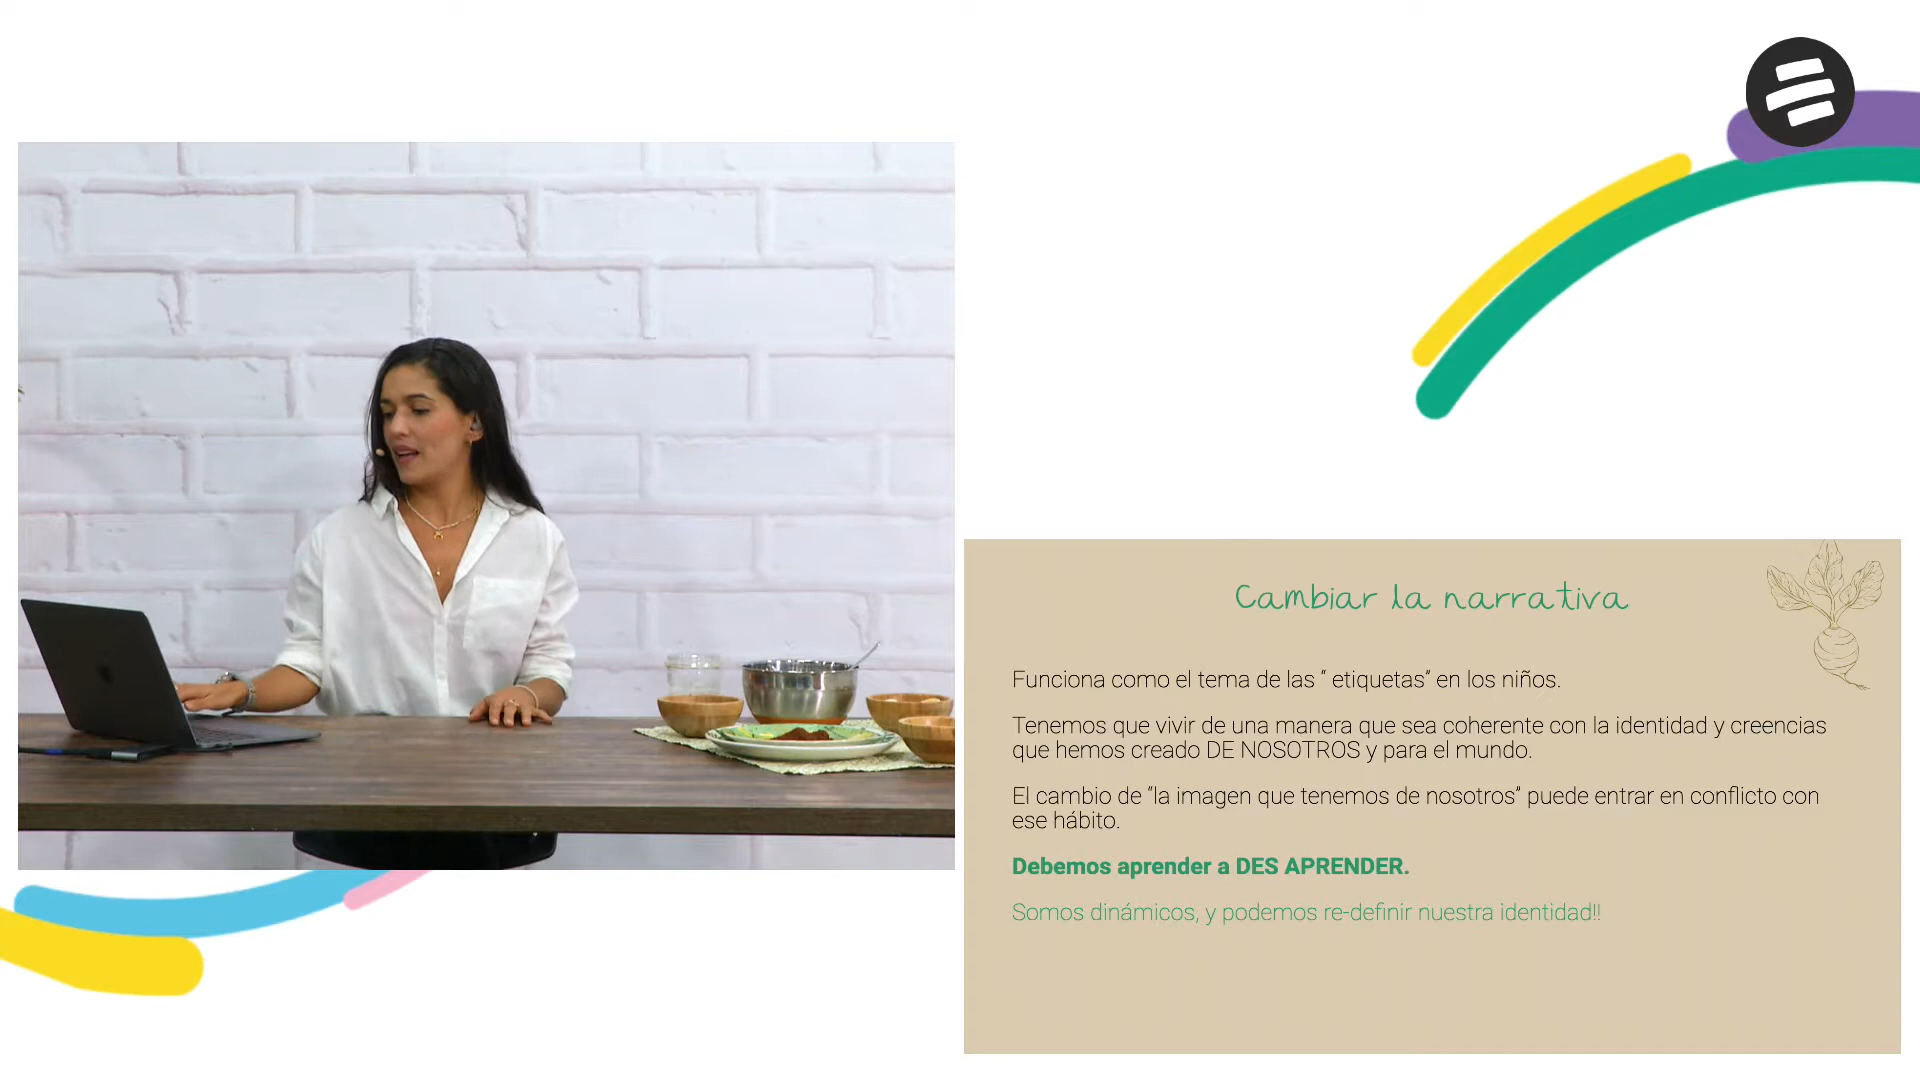 Cambiar la narrativa
Funciona como el tema de las “ etiquetas” en los niños.
Tenemos que vivir de una manera que sea coherente con la identidad y creencias
que hemos creado DE NOSOTROS y para el mundo.
El cambio de “la imagen que tenemos de nosotros” puede entrar en conflicto con
ese hábito.
Debemos aprender a DES APRENDER.
Somos dinámicos, y podemos re-definir nuestra identidad!!